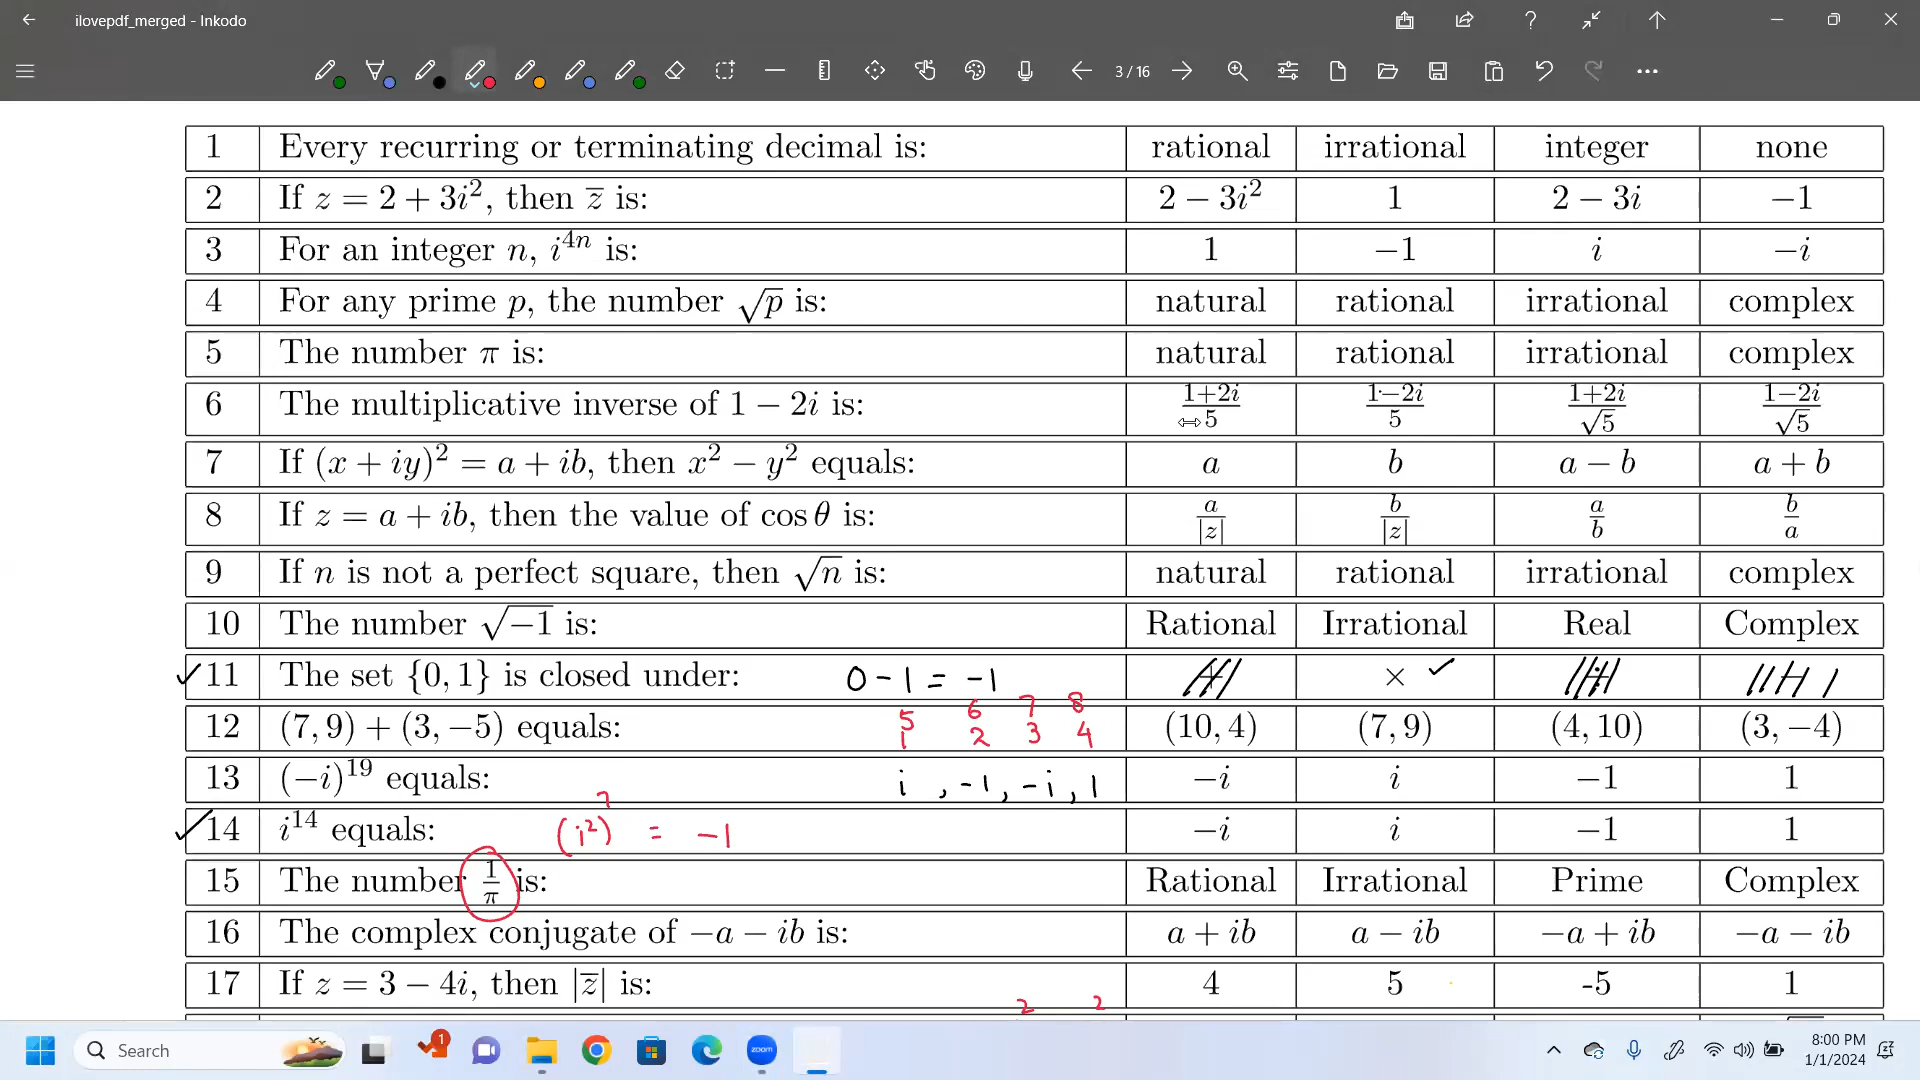 ilovepdf_merged - Inkodo
3 / 16
1 Every recurring or terminating decimal is: rational irrational integer none
2 If z = 2 + 3i², then z̅ is: 2 − 3i² 1 2 − 3i −1
3 For an integer n, i⁴ⁿ is: 1 −1 i −i
4 For any prime p, the number √p is: natural rational irrational complex
5 The number π is: natural rational irrational complex
6 The multiplicative inverse of 1 − 2i is: (1+2i)/5 (1−2i)/5 (1+2i)/√5 (1−2i)/√5
7 If (x + iy)² = a + ib, then x² − y² equals: a b a − b a + b
8 If z = a + ib, then the value of cos θ is: a/|z| b/|z| a/b b/a
9 If n is not a perfect square, then √n is: natural rational irrational complex
10 The number √−1 is: Rational Irrational Real Complex
✓ 11 The set {0, 1} is closed under: 0 - 1 = -1 × ✓
5 6 7 8
12 (7, 9) + (3, −5) equals: 1 2 3 4 (10, 4) (7, 9) (4, 10) (3, −4)
13 (−i)¹⁹ equals: i , -1, -i, 1 −i i −1 1
✓ 14 i¹⁴ equals: (i²)⁷ = -1 −i i −1 1
15 The number 1/π is: Rational Irrational Prime Complex
16 The complex conjugate of −a − ib is: a + ib a − ib −a + ib −a − ib
17 If z = 3 − 4i, then |z̅| is: 4 5 -5 1
2 2
Search
1
zoom
8:00 PM
1/1/2024